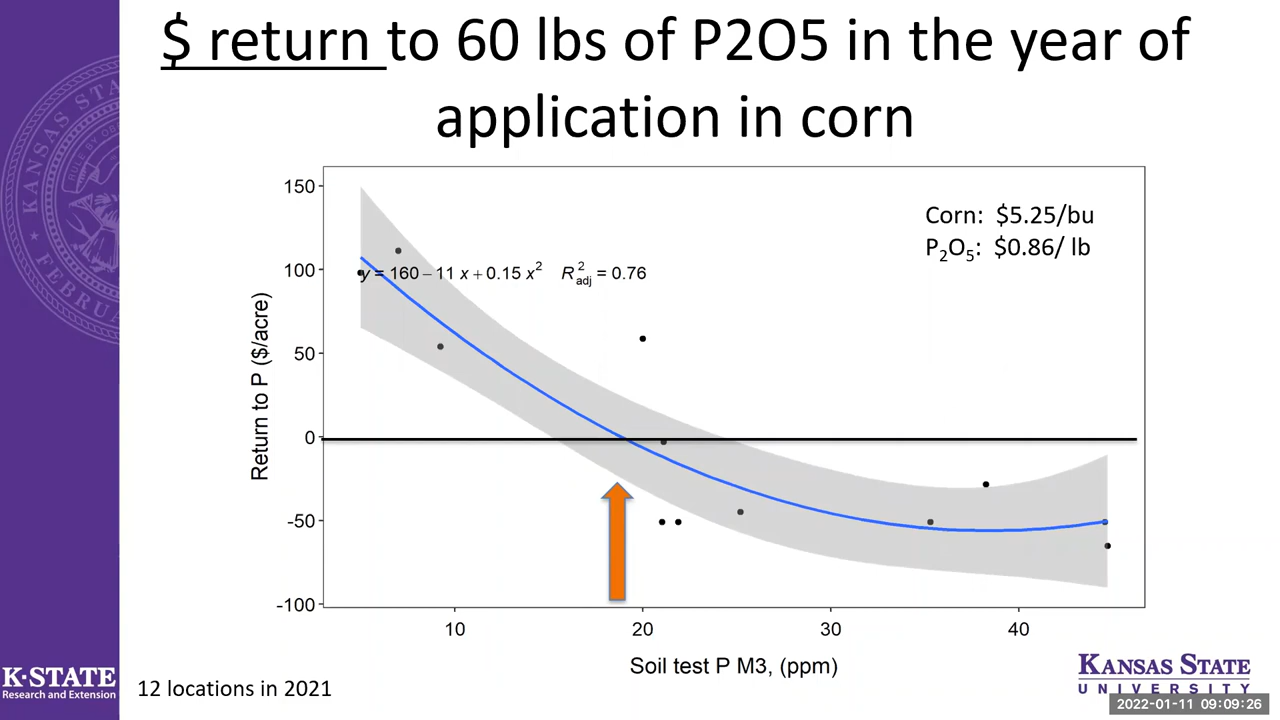 $ return to 60 lbs of P2O5 in the year of
application in corn
150
100
50
0
-50
-100
Return to P ($/acre)
Corn: $5.25/bu
P₂O₅: $0.86/ lb
y = 160 − 11 x + 0.15 x² R²adj = 0.76
10
20
30
40
Soil test P M3, (ppm)
12 locations in 2021
KANSAS STA
FEBRUA
K-STATE
Research and Extension
KANSAS STATE
UNIVERSITY
2022-01-11 09:09:26